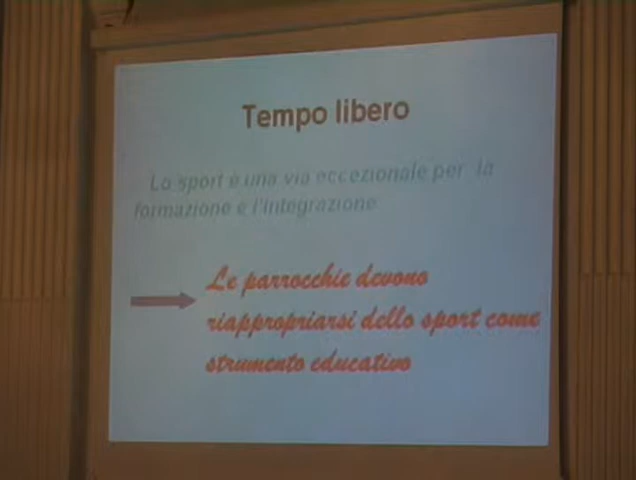 Tempo libero
Lo sport è una via eccezionale per la
formazione e l'integrazione
Le parrocchie devono
riappropriarsi dello sport come
strumento educativo